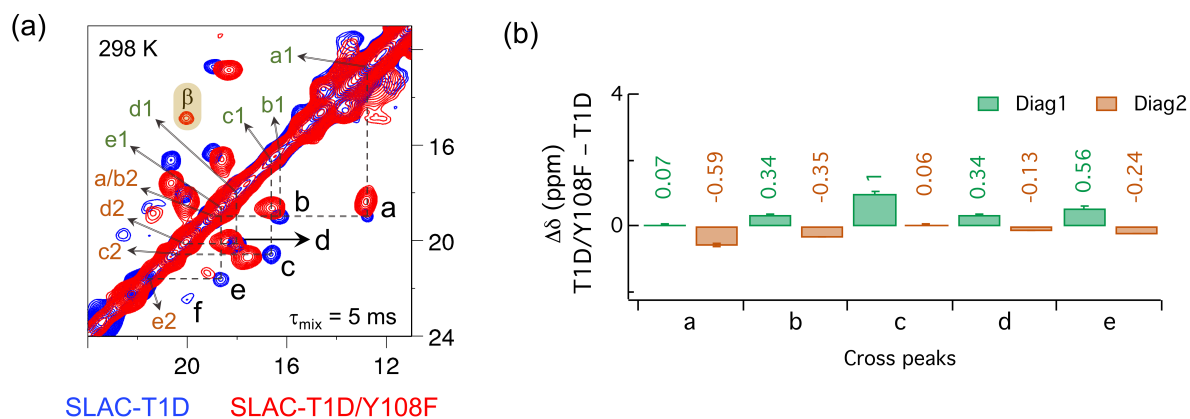 (a)
298 K
β
a1
d1
c1
b1
e1
a/b2
d2
c2
e2
a
b
c
d
e
f
τmix = 5 ms
16
20
24
20
16
12
SLAC-T1D
SLAC-T1D/Y108F
(b)
Δδ (ppm)
T1D/Y108F – T1D
4
2
0
-2
Diag1
Diag2
0.07
-0.59
0.34
-0.35
1
0.06
0.34
-0.13
0.56
-0.24
a
b
c
d
e
Cross peaks